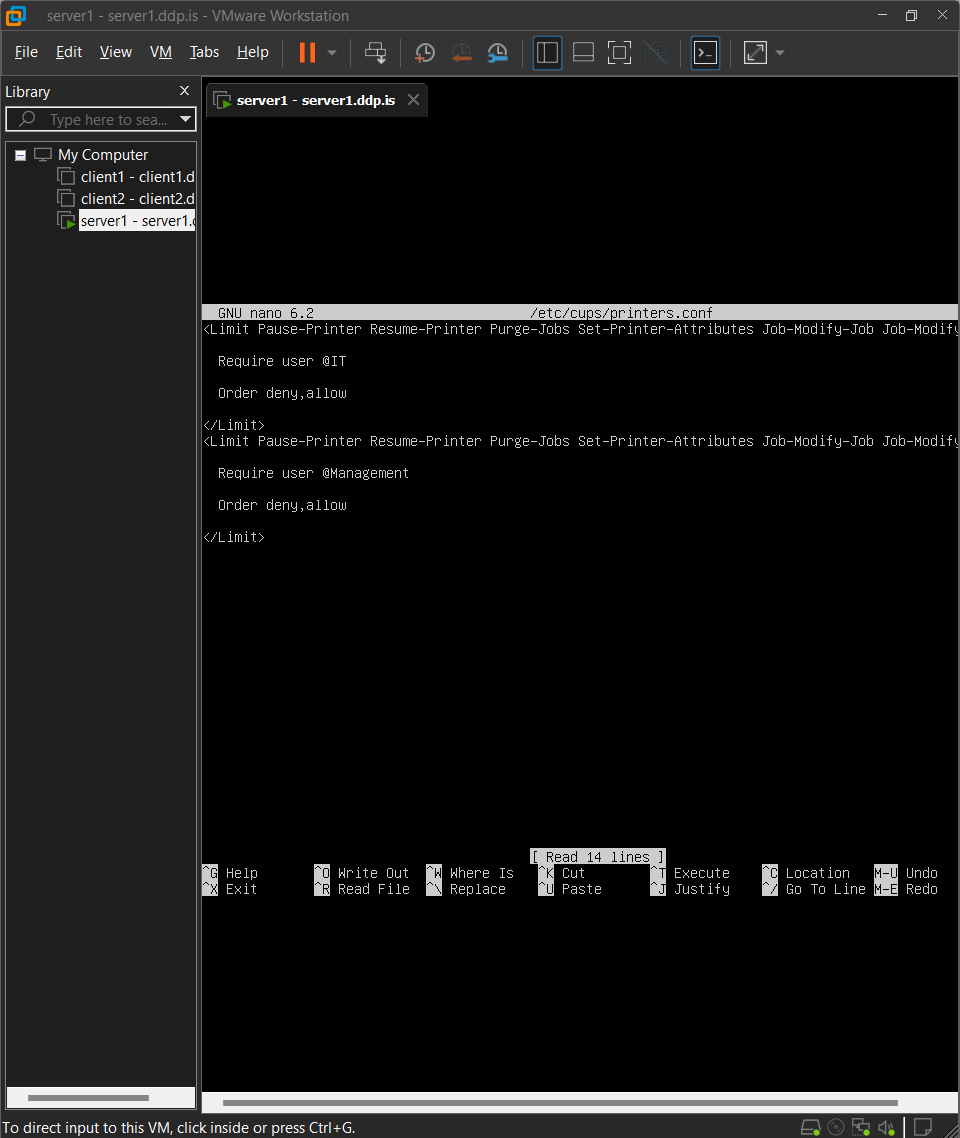 server1 - server1.ddp.is - VMware Workstation
File Edit View VM Tabs Help
Library
Type here to sea...
My Computer
client1 - client1.d
client2 - client2.d
server1 - server1.
server1 - server1.ddp.is
GNU nano 6.2 /etc/cups/printers.conf
<Limit Pause-Printer Resume-Printer Purge-Jobs Set-Printer-Attributes Job-Modify-Job Job-Modify
Require user @IT
Order deny,allow
</Limit>
<Limit Pause-Printer Resume-Printer Purge-Jobs Set-Printer-Attributes Job-Modify-Job Job-Modify
Require user @Management
Order deny,allow
</Limit>
[ Read 14 lines ]
^G Help ^O Write Out ^W Where Is ^K Cut ^T Execute ^C Location M-U Undo
^X Exit ^R Read File ^\ Replace ^U Paste ^J Justify ^/ Go To Line M-E Redo
To direct input to this VM, click inside or press Ctrl+G.